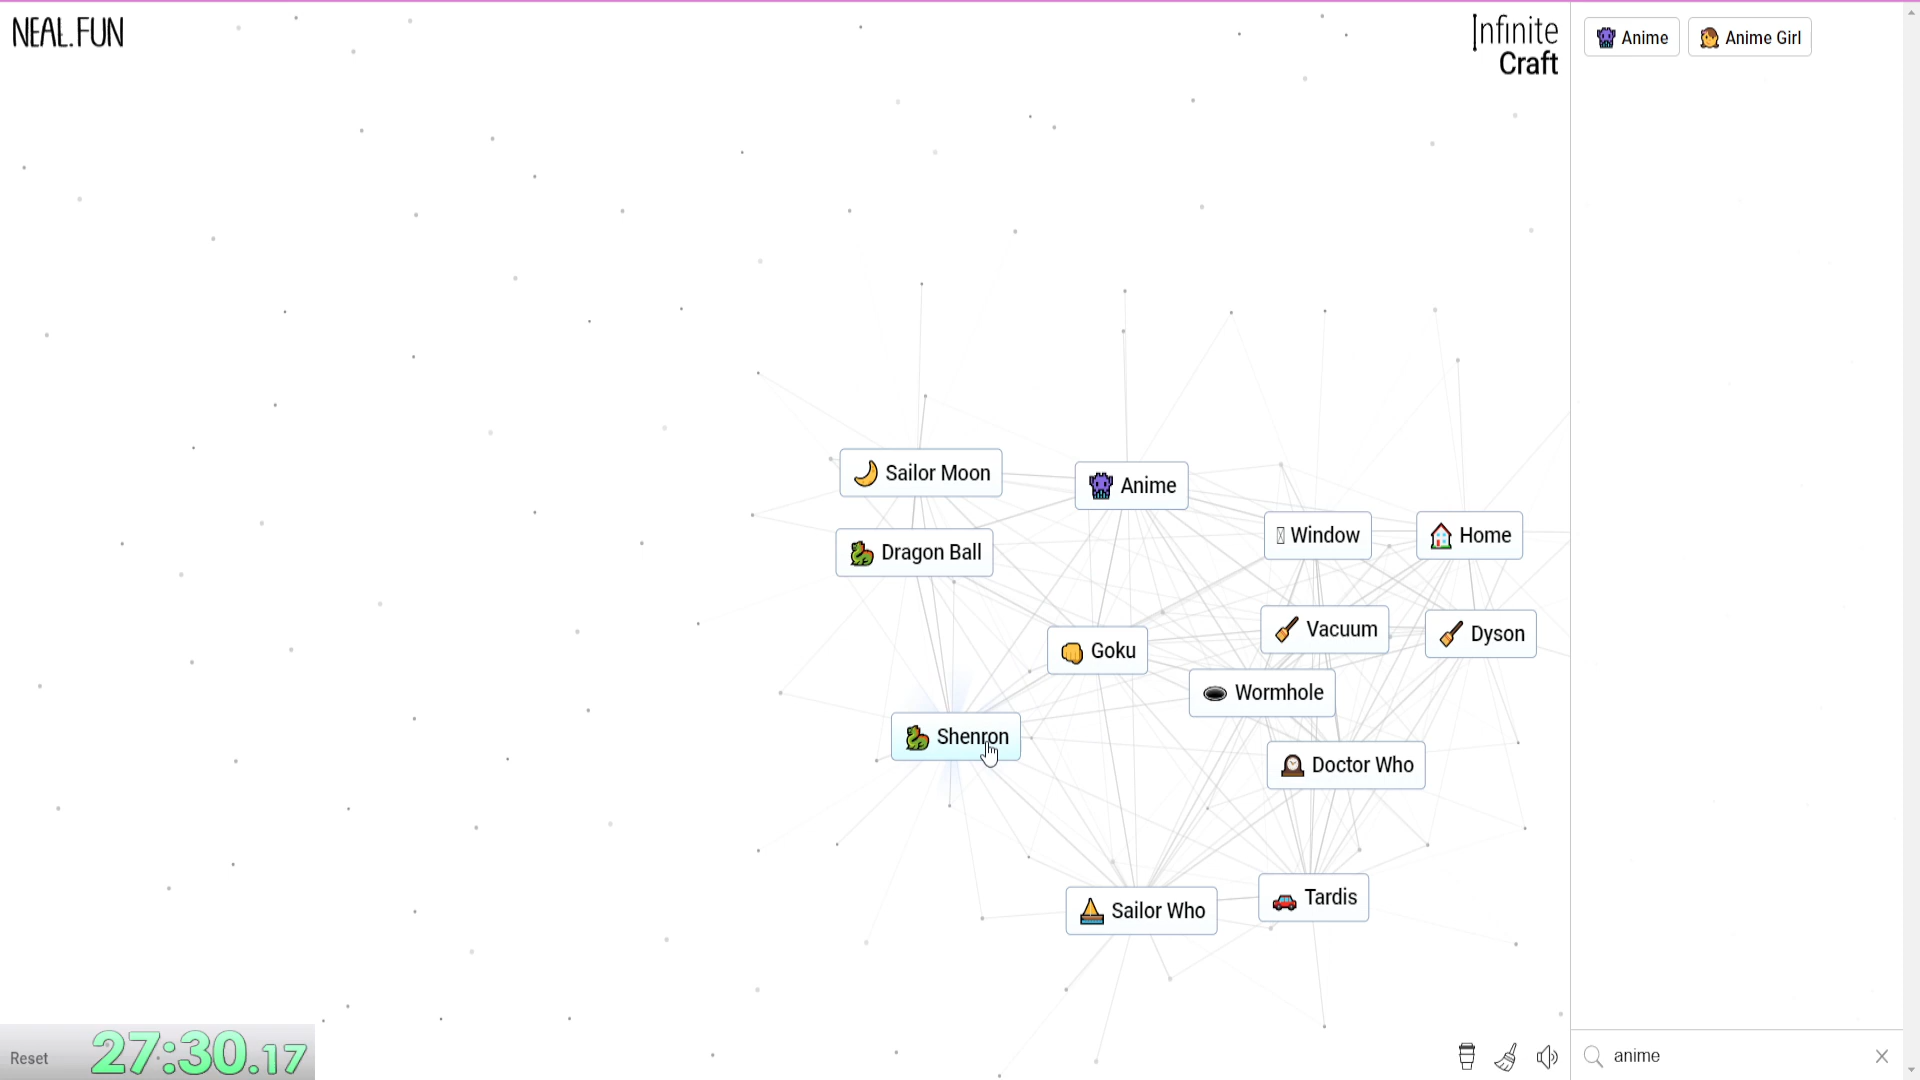 NEAL.FUN
Infinite
Craft
Anime
Anime Girl
Sailor Moon
Anime
Dragon Ball
Window
Home
Vacuum
Dyson
Goku
Wormhole
Shenron
Doctor Who
Sailor Who
Tardis
Reset
27:30.17
anime